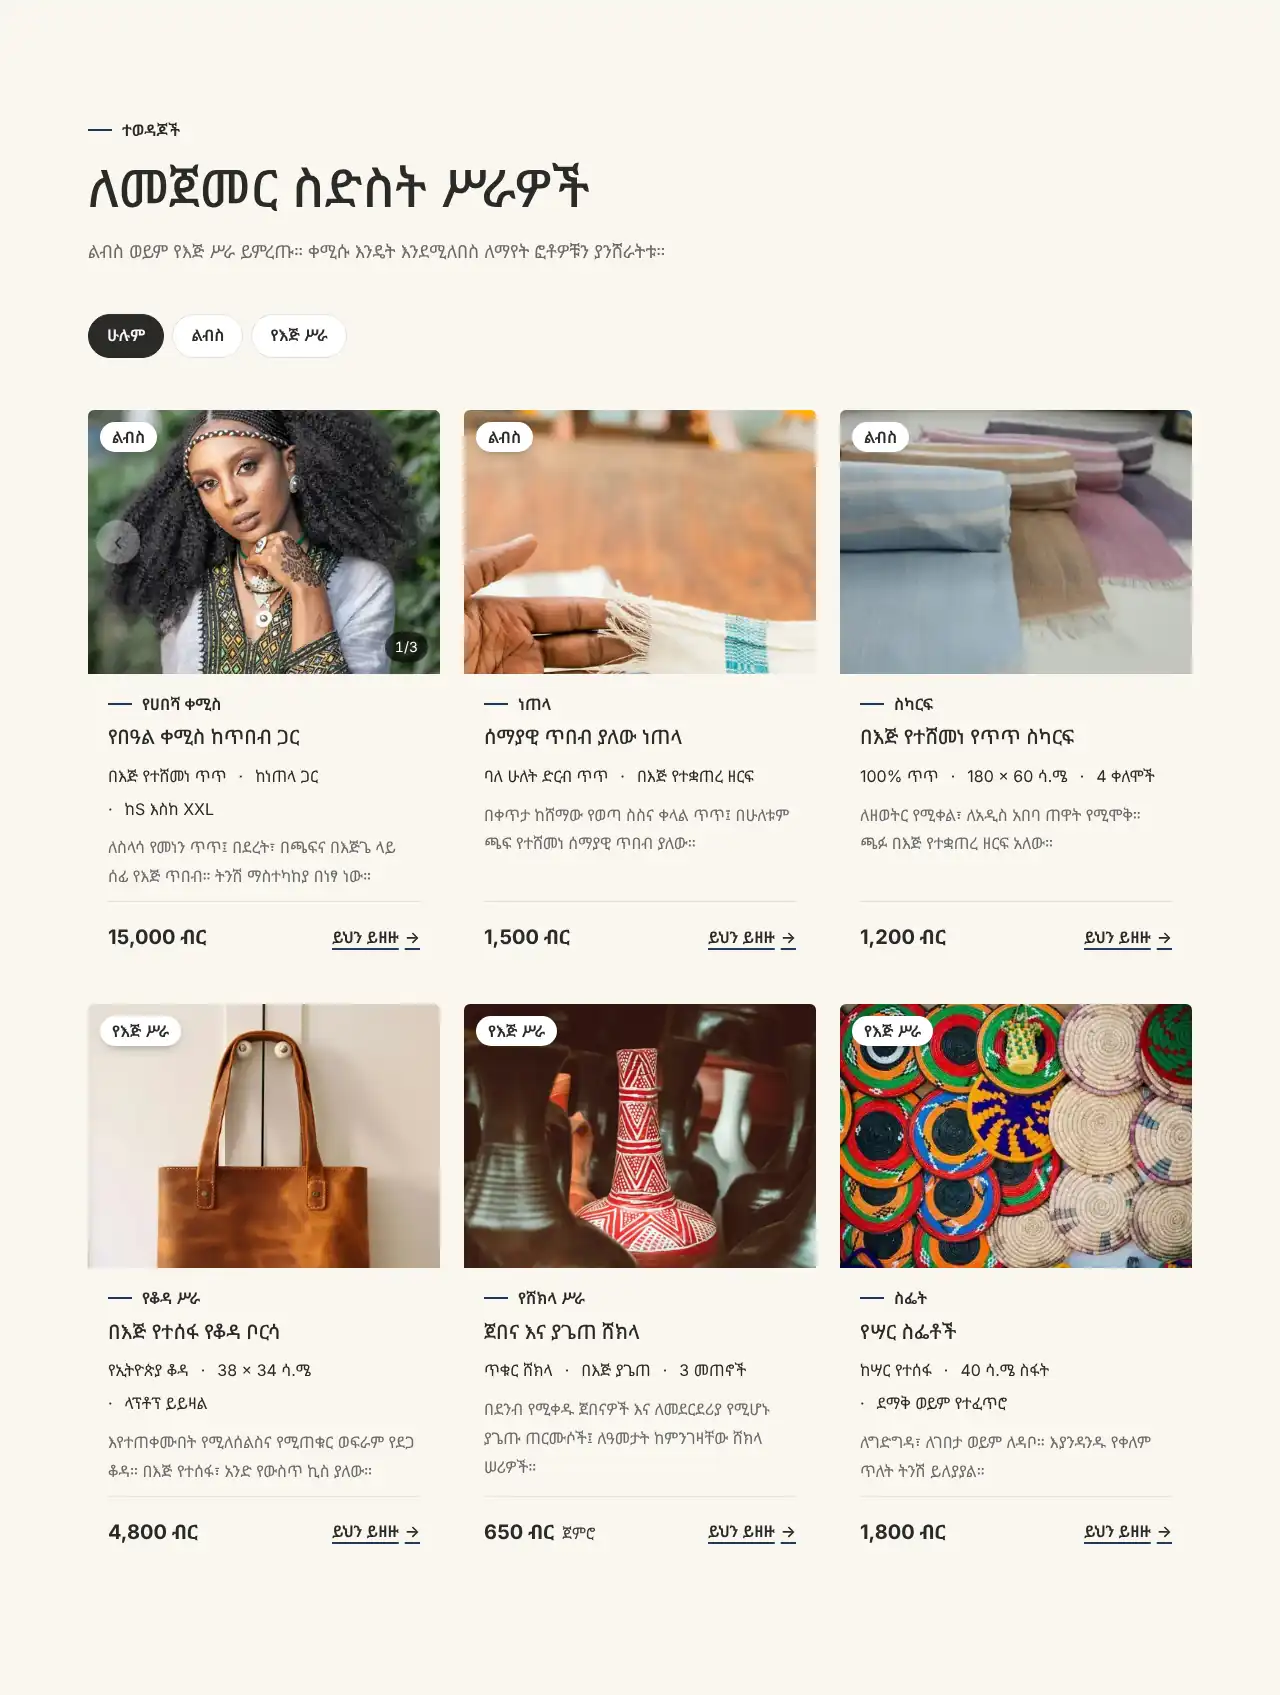 ተወዳጆች
ለመጀመር ስድስት ሥራዎች
ልብስ ወይም የእጅ ሥራ ይምረጡ። ቀሚሱ እንዴት እንደሚለበስ ለማየት ፎቶዎቹን ያንሸራትቱ።
ሁሉም
ልብስ
የእጅ ሥራ
ልብስ
1/3
የሀበሻ ቀሚስ
የበዓል ቀሚስ ከጥበብ ጋር
በእጅ የተሸመነ ጥጥ · ከነጠላ ጋር
· ከS እስከ XXL
ለስላሳ የመነን ጥጥ፤ በደረት፣ በጫፍና በእጅጌ ላይ
ሰፊ የእጅ ጥበብ። ትንሽ ማስተካከያ በነፃ ነው።
15,000 ብር
ይህን ይዘዙ →
ልብስ
ነጠላ
ሰማያዊ ጥበብ ያለው ነጠላ
ባለ ሁለት ድርብ ጥጥ · በእጅ የተቋጠረ ዘርፍ
በቀጥታ ከሸማው የወጣ ስስና ቀላል ጥጥ፤ በሁለቱም
ጫፍ የተሸመነ ሰማያዊ ጥበብ ያለው።
1,500 ብር
ይህን ይዘዙ →
ልብስ
ስካርፍ
በእጅ የተሸመነ የጥጥ ስካርፍ
100% ጥጥ · 180 × 60 ሳ.ሜ · 4 ቀለሞች
ለዘወትር የሚቀል፣ ለአዲስ አበባ ጠዋት የሚሞቅ።
ጫፉ በእጅ የተቋጠረ ዘርፍ አለው።
1,200 ብር
ይህን ይዘዙ →
የእጅ ሥራ
የቆዳ ሥራ
በእጅ የተሰፋ የቆዳ ቦርሳ
የኢትዮጵያ ቆዳ · 38 × 34 ሳ.ሜ
· ላፕቶፕ ይይዛል
እየተጠቀሙበት የሚለሰልስና የሚጠቁር ወፍራም የደጋ
ቆዳ። በእጅ የተሰፋ፣ አንድ የውስጥ ኪስ ያለው።
4,800 ብር
ይህን ይዘዙ →
የእጅ ሥራ
የሸክላ ሥራ
ጀበና እና ያጌጠ ሸክላ
ጥቁር ሸክላ · በእጅ ያጌጠ · 3 መጠኖች
በደንብ የሚቀዱ ጀበናዎች እና ለመደርደሪያ የሚሆኑ
ያጌጡ ጠርሙሶች፤ ለዓመታት ከምንገዛቸው ሸክላ
ሠሪዎች።
650 ብር ጀምሮ
ይህን ይዘዙ →
የእጅ ሥራ
ስፌት
የሣር ስፌቶች
ከሣር የተሰፋ · 40 ሳ.ሜ ስፋት
· ደማቅ ወይም የተፈጥሮ
ለግድግዳ፣ ለገበታ ወይም ለዳቦ። እያንዳንዱ የቀለም
ጥለት ትንሽ ይለያያል።
1,800 ብር
ይህን ይዘዙ →